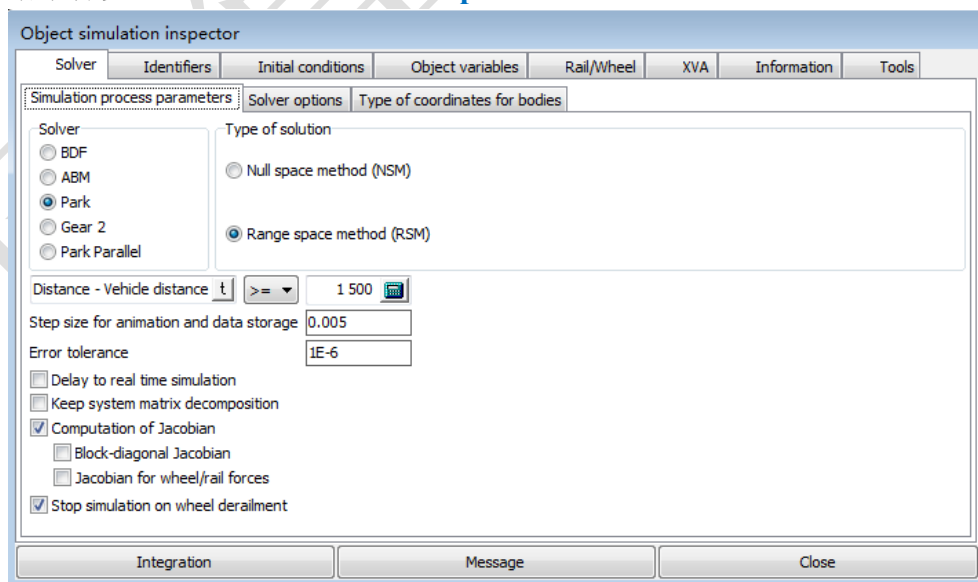 Object simulation inspector
Solver Identifiers Initial conditions Object variables Rail/Wheel XVA Information Tools
Simulation process parameters Solver options Type of coordinates for bodies
Solver
BDF
ABM
Park
Gear 2
Park Parallel
Type of solution
Null space method (NSM)
Range space method (RSM)
Distance - Vehicle distance t >= 1 500
Step size for animation and data storage 0.005
Error tolerance 1E-6
Delay to real time simulation
Keep system matrix decomposition
Computation of Jacobian
Block-diagonal Jacobian
Jacobian for wheel/rail forces
Stop simulation on wheel derailment
Integration Message Close